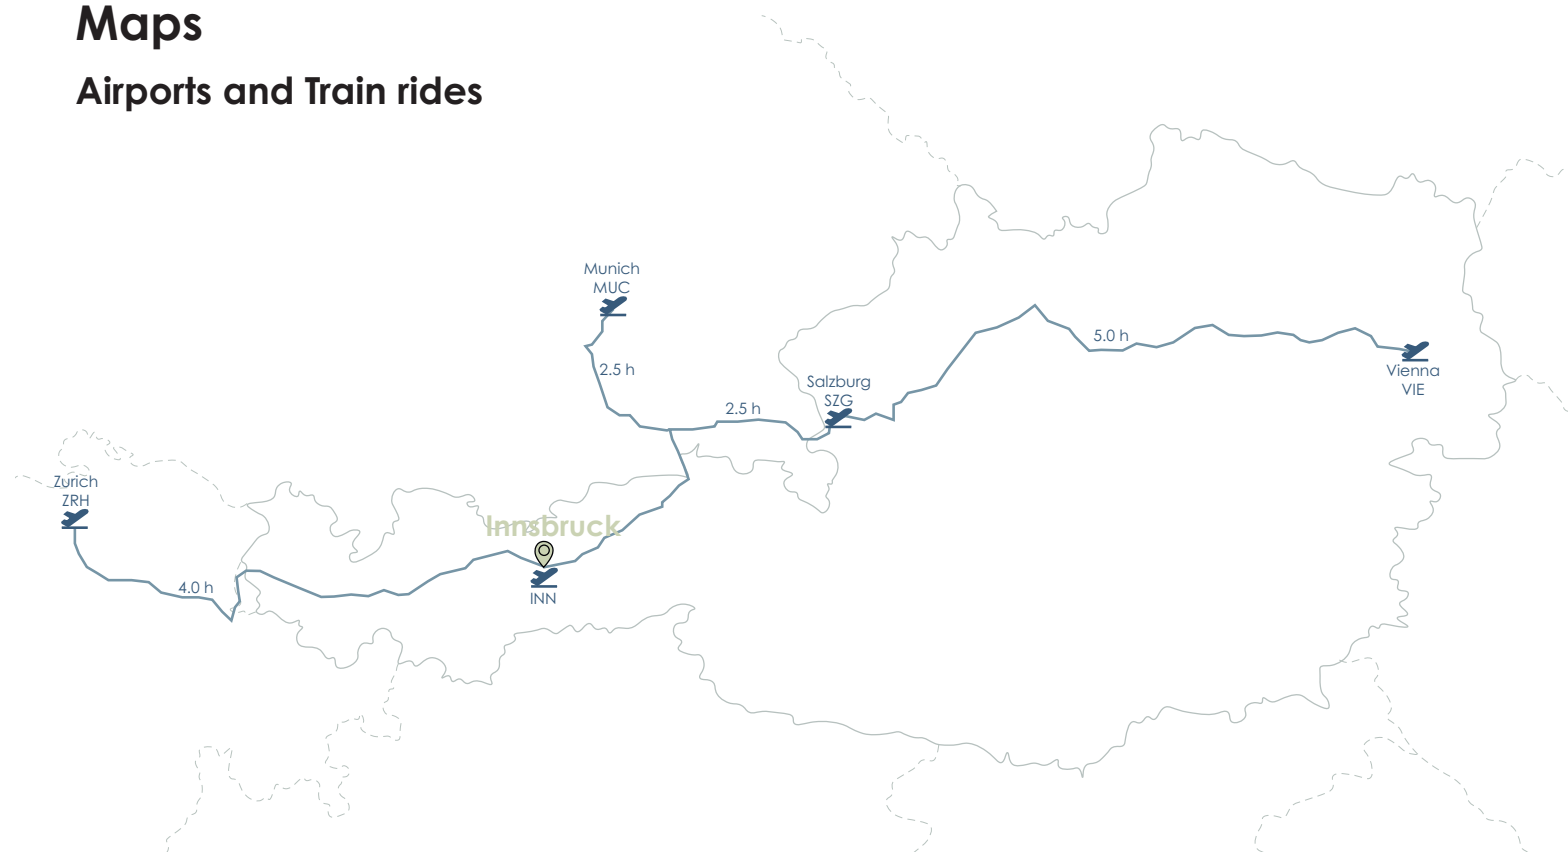 Maps
Airports and Train rides
Munich
MUC
2.5 h
Salzburg
SZG
2.5 h
5.0 h
Vienna
VIE
Zurich
ZRH
4.0 h
Innsbruck
INN